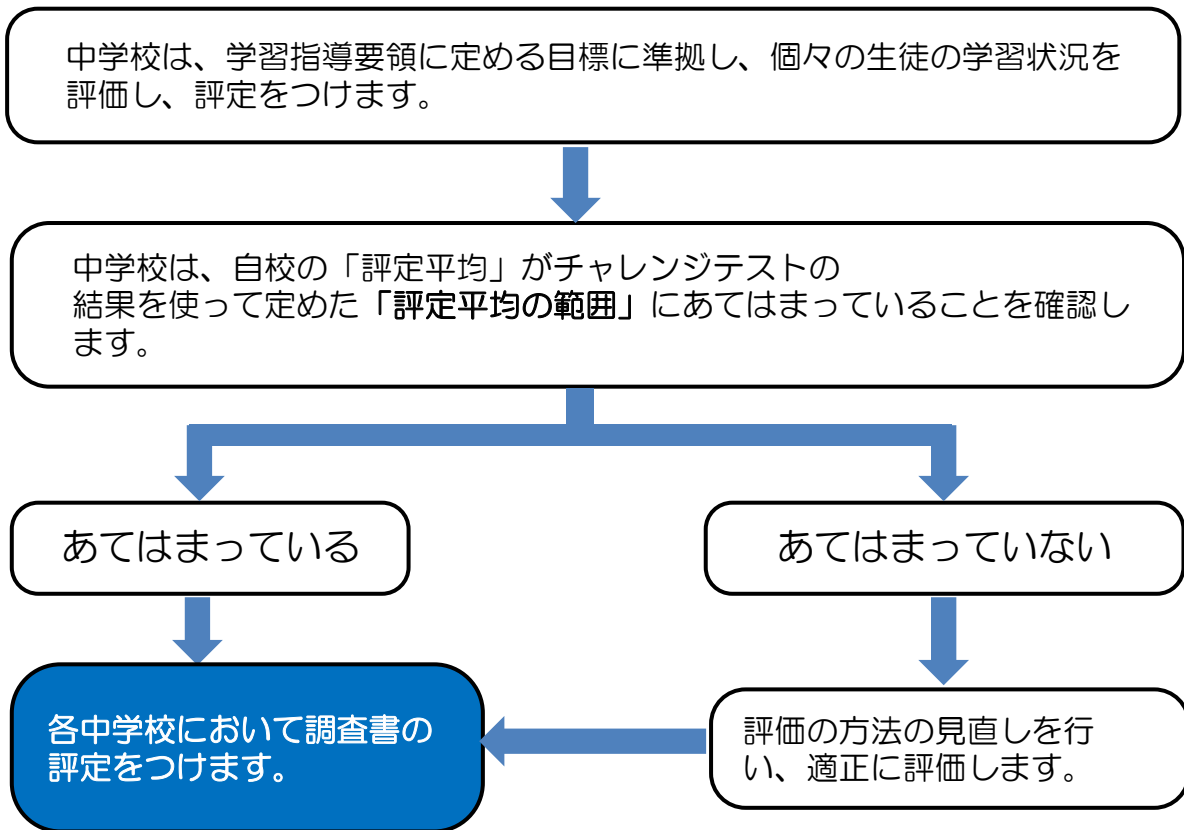 中学校は、学習指導要領に定める目標に準拠し、個々の生徒の学習状況を
評価し、評定をつけます。
中学校は、自校の「評定平均」がチャレンジテストの
結果を使って定めた「評定平均の範囲」にあてはまっていることを確認し
ます。
あてはまっている
あてはまっていない
各中学校において調査書の
評定をつけます。
評価の方法の見直しを行
い、適正に評価します。